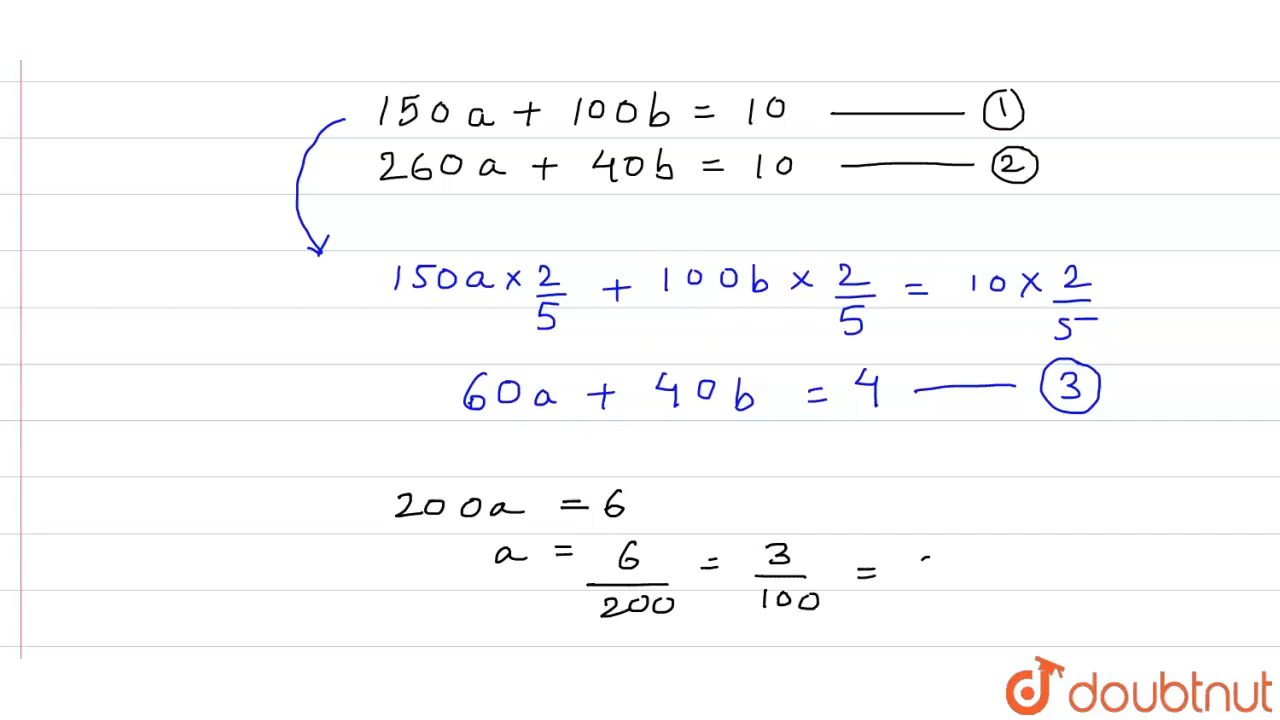 150a + 100b = 10 —— ①
260a + 40b = 10 —— ②
150a × 2/5 + 100b × 2/5 = 10 × 2/5
60a + 40b = 4 —— ③
200a = 6
a = 6/200 = 3/100 =
doubtnut